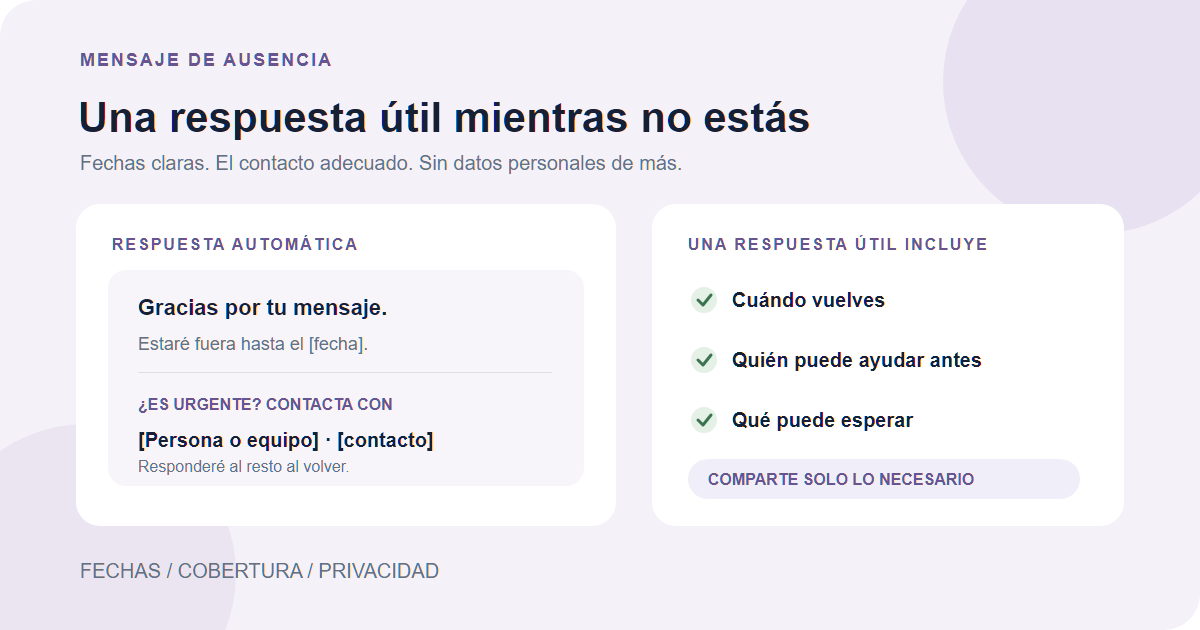 MENSAJE DE AUSENCIA
Una respuesta útil mientras no estás
Fechas claras. El contacto adecuado. Sin datos personales de más.
RESPUESTA AUTOMÁTICA
Gracias por tu mensaje.
Estaré fuera hasta el [fecha].
¿ES URGENTE? CONTACTA CON
[Persona o equipo] · [contacto]
Responderé al resto al volver.
UNA RESPUESTA ÚTIL INCLUYE
Cuándo vuelves
Quién puede ayudar antes
Qué puede esperar
COMPARTE SOLO LO NECESARIO
FECHAS / COBERTURA / PRIVACIDAD